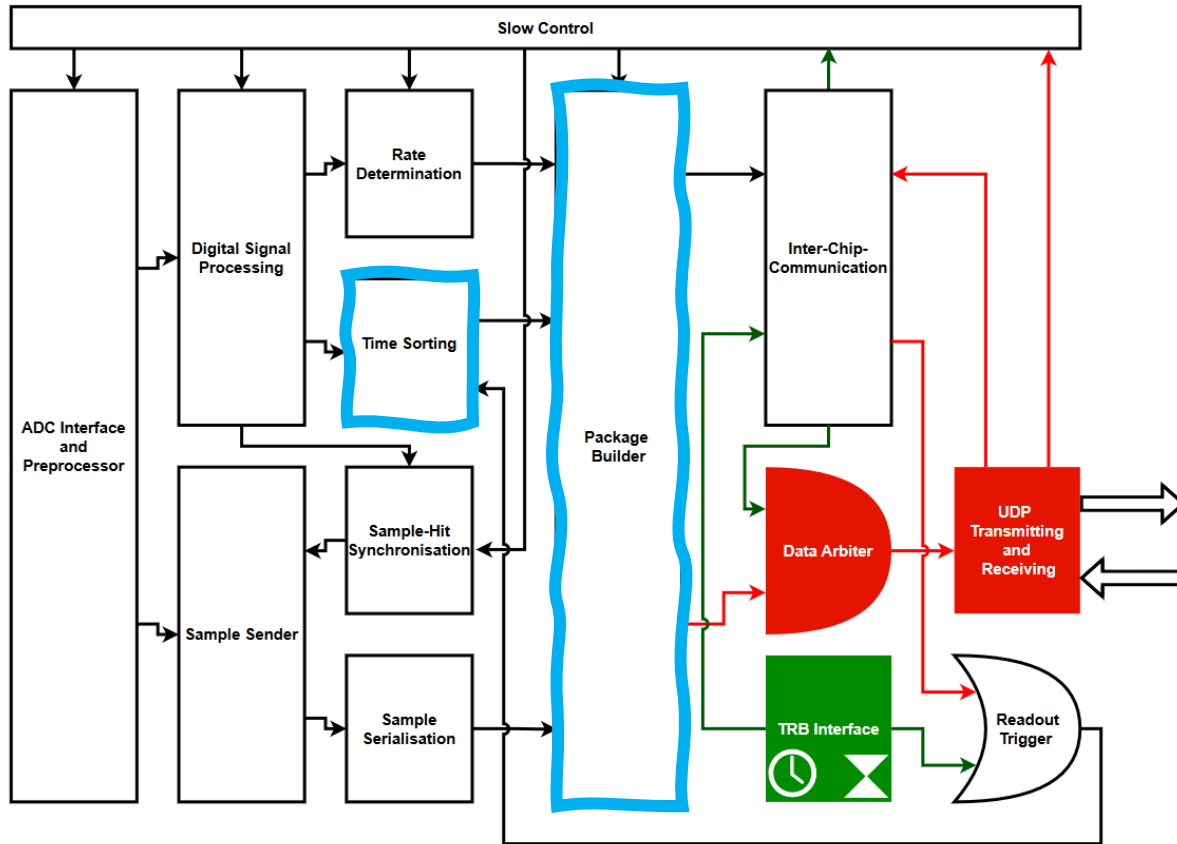 Slow Control
Rate
Determination
Digital Signal
Processing
Inter-Chip-
Communication
Time Sorting
ADC Interface
and
Preprocessor
Package
Builder
Sample-Hit
Synchronisation
Data Arbiter
UDP
Transmitting
and
Receiving
Sample Sender
Sample
Serialisation
TRB Interface
Readout
Trigger